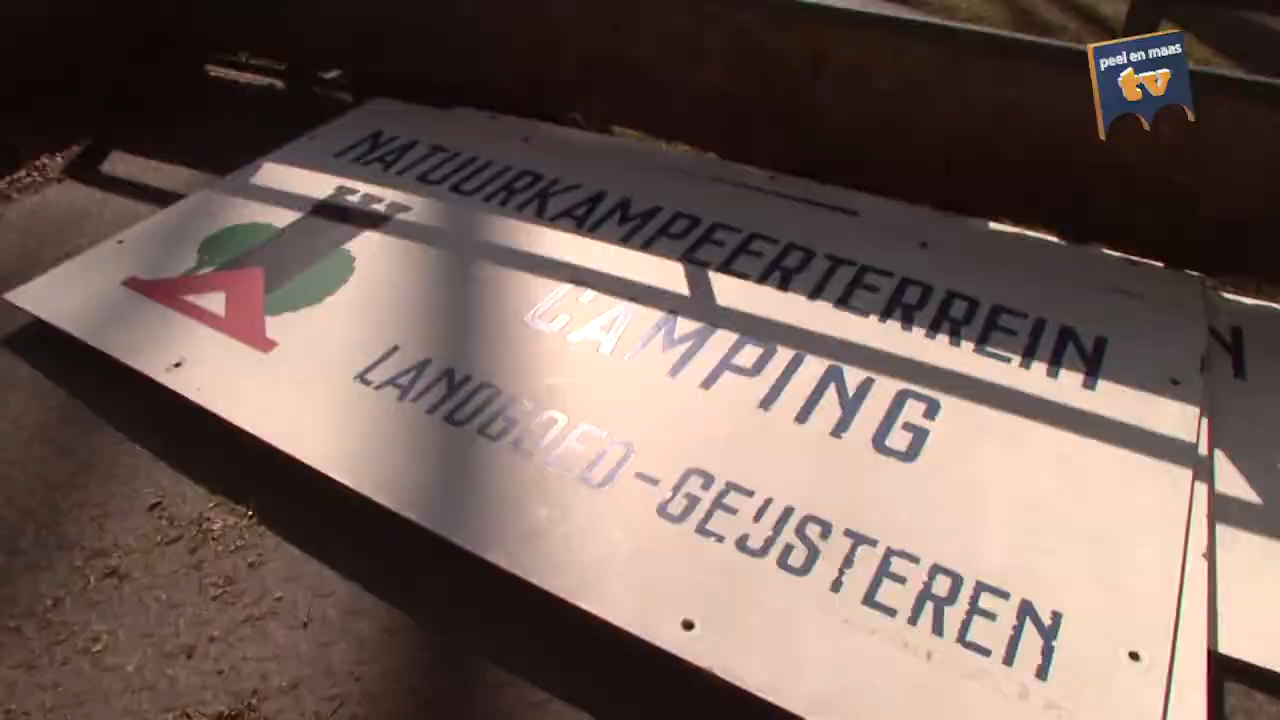 peel en maas
tv
NATUURKAMPEERTERREIN
CAMPING
LANDGOED-GEIJSTEREN
N